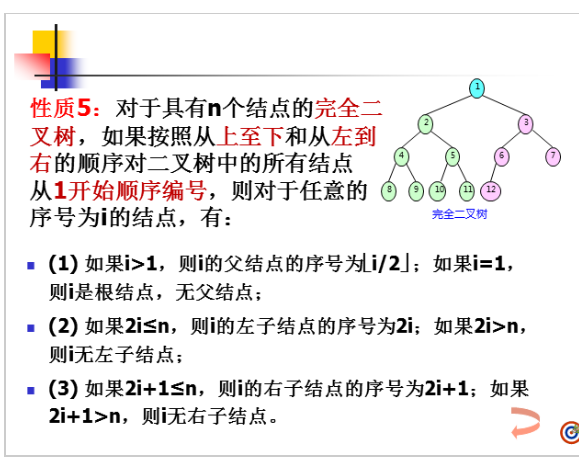 性质5：对于具有n个结点的完全二
叉树，如果按照从上至下和从左到
右的顺序对二叉树中的所有结点
从1开始顺序编号，则对于任意的
序号为i的结点，有：
1
2
3
4
5
6
7
8
9
10
11
12
完全二叉树
(1) 如果i>1，则i的父结点的序号为⌊i/2⌋；如果i=1，
则i是根结点，无父结点；
(2) 如果2i≤n，则i的左子结点的序号为2i；如果2i>n，
则i无左子结点；
(3) 如果2i+1≤n，则i的右子结点的序号为2i+1；如果
2i+1>n，则i无右子结点。